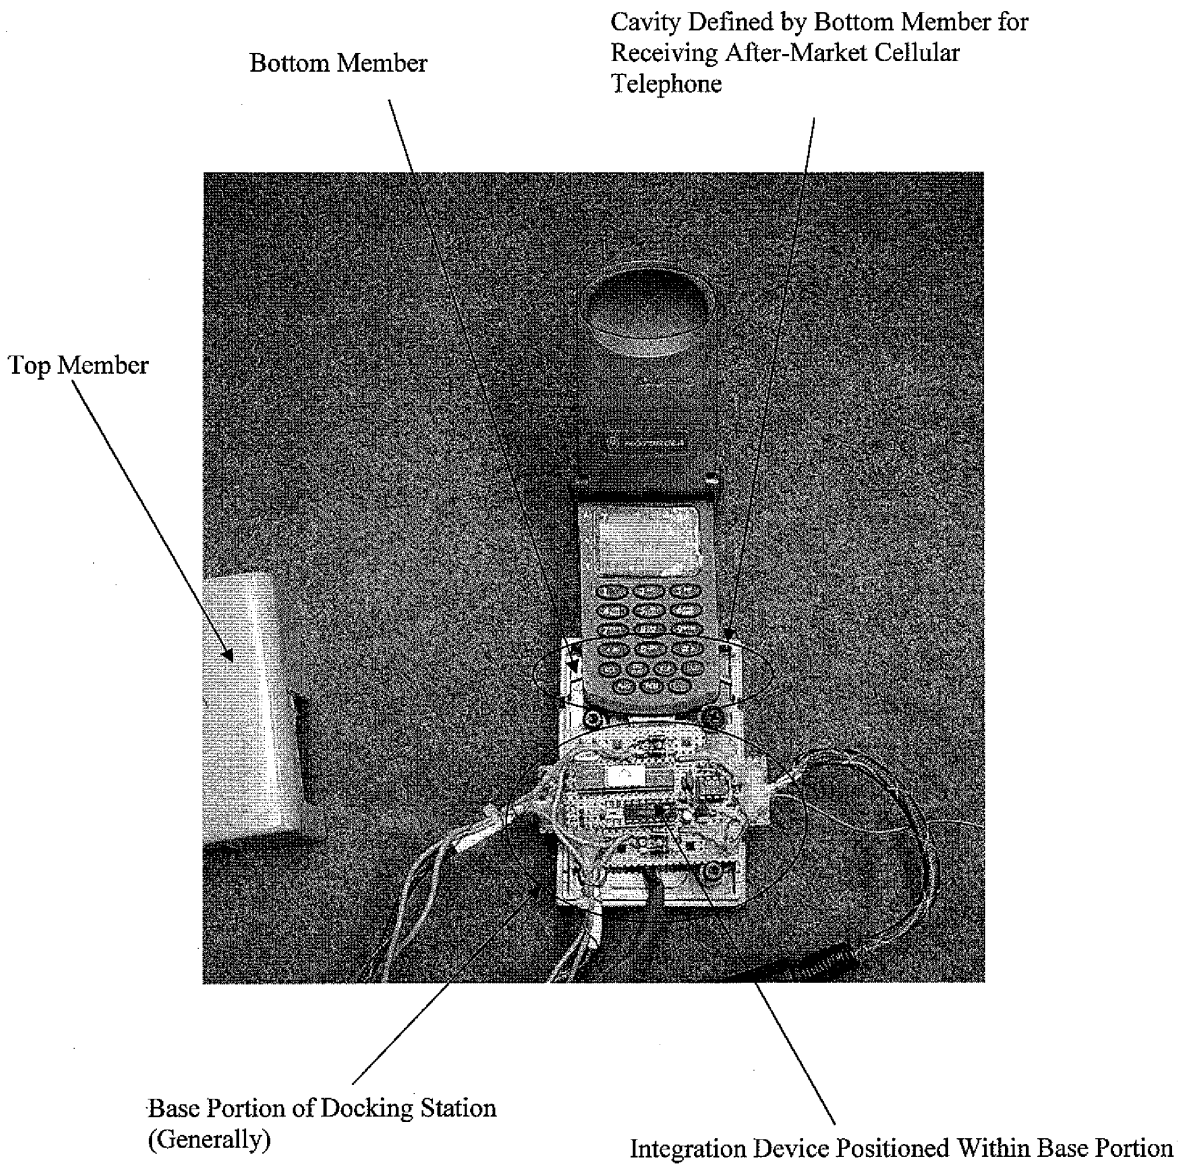 Cavity Defined by Bottom Member for
Receiving After-Market Cellular
Telephone
Bottom Member
Top Member
MOTOROLA
Base Portion of Docking Station
(Generally)
Integration Device Positioned Within Base Portion